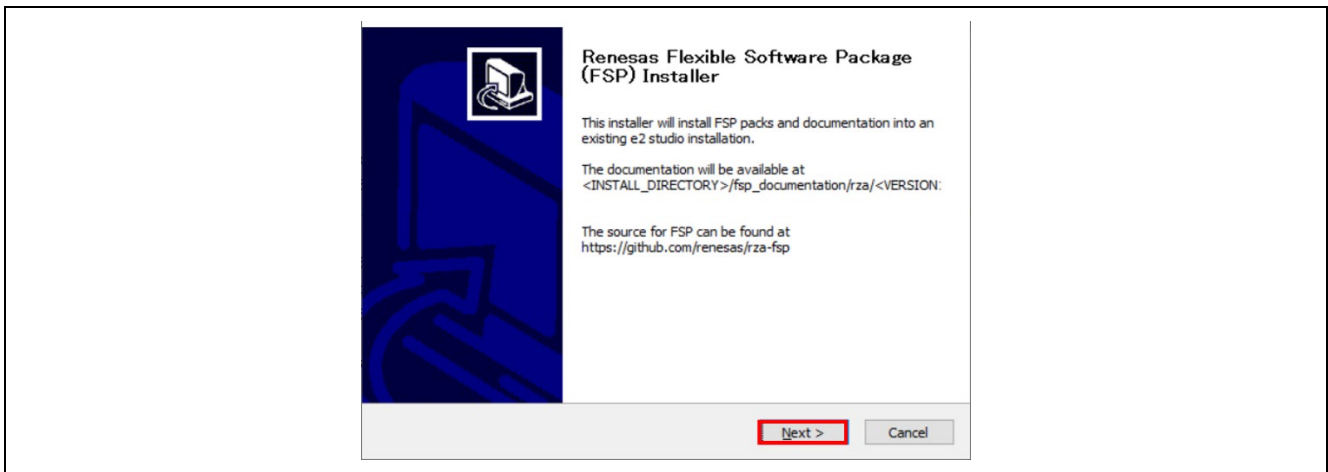 Renesas Flexible Software Package
(FSP) Installer
This installer will install FSP packs and documentation into an
existing e2 studio installation.
The documentation will be available at
<INSTALL_DIRECTORY>/fsp_documentation/rza/<VERSION:
The source for FSP can be found at
https://github.com/renesas/rza-fsp
Next >
Cancel